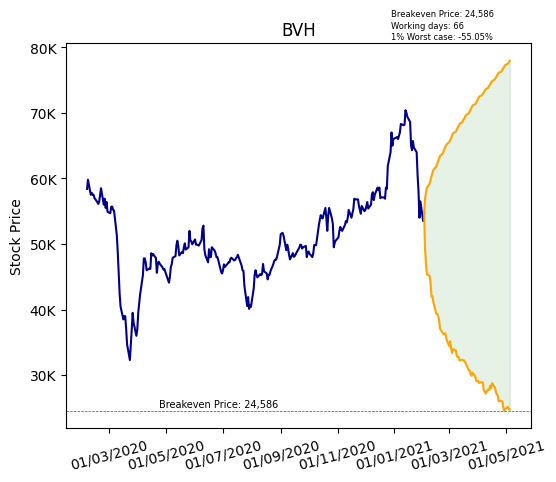 Breakeven Price: 24,586
Working days: 66
1% Worst case: -55.05%
BVH
Stock Price
80K
70K
60K
50K
40K
30K
Breakeven Price: 24,586
01/03/2020
01/05/2020
01/07/2020
01/09/2020
01/11/2020
01/01/2021
01/03/2021
01/05/2021